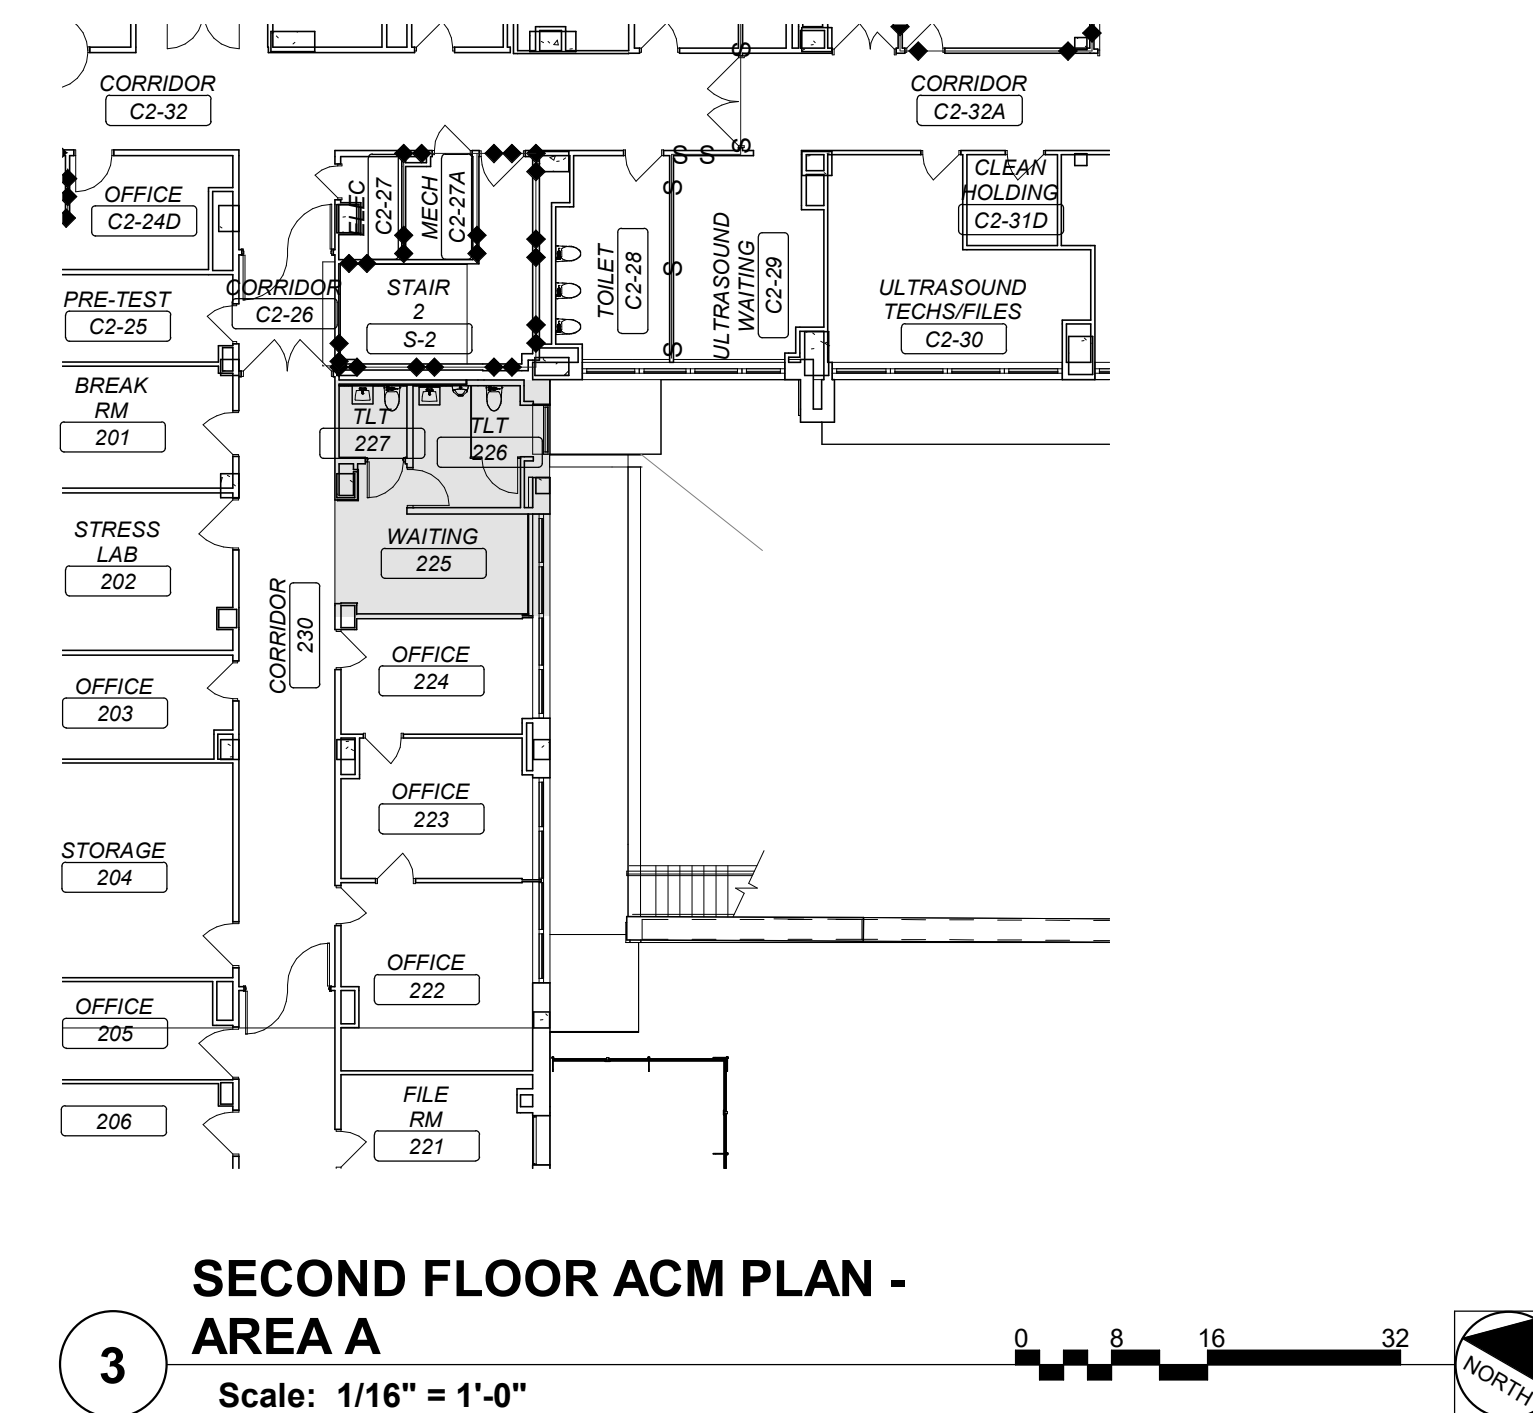 CORRIDOR
C2-32
CORRIDOR
C2-32A
S
S
S S
OFFICE
C2-24D
ELEC
C2-27
MECH
C2-27A
CLEAN
HOLDING
C2-31D
S
TOILET
C2-28
S
ULTRASOUND
WAITING
C2-29
S
CORRIDOR
C2-26
STAIR
2
S-2
ULTRASOUND
TECHS/FILES
C2-30
PRE-TEST
C2-25
BREAK
RM
201
TLT
227
TLT
226
STRESS
LAB
202
WAITING
225
CORRIDOR
230
OFFICE
224
OFFICE
203
OFFICE
223
STORAGE
204
OFFICE
222
OFFICE
205
206
FILE
RM
221
SECOND FLOOR ACM PLAN -
AREA A
3
Scale: 1/16" = 1'-0"
0 8 16 32
NORTH